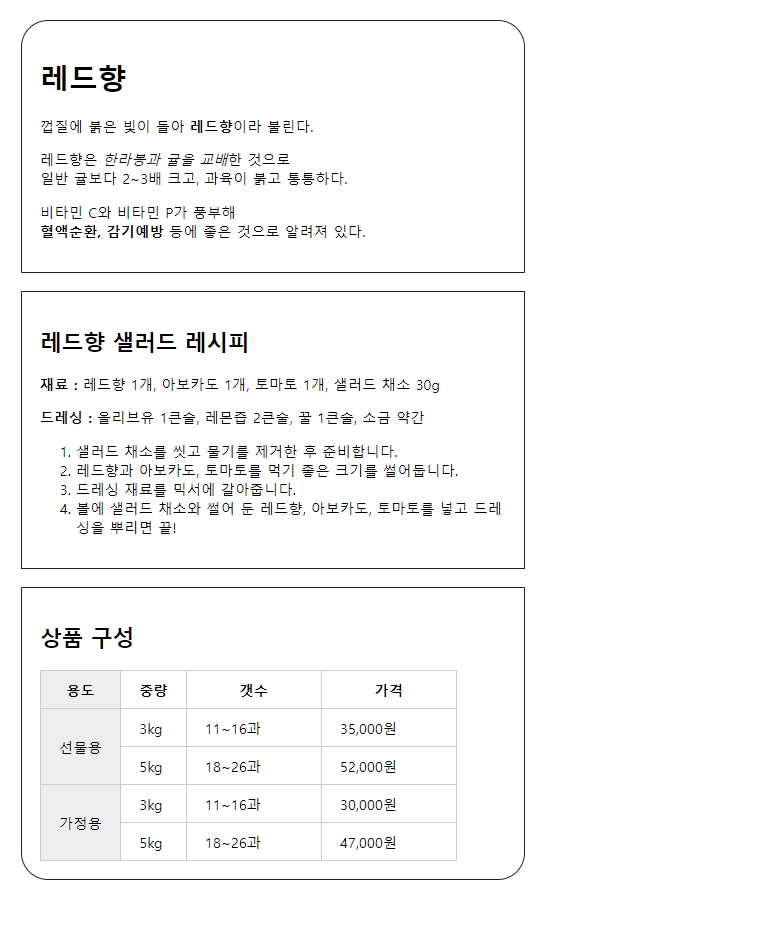 레드향
껍질에 붉은 빛이 돌아 레드향이라 불린다.
레드향은 한라봉과 귤을 교배한 것으로
일반 귤보다 2~3배 크고, 과육이 붉고 통통하다.
비타민 C와 비타민 P가 풍부해
혈액순환, 감기예방 등에 좋은 것으로 알려져 있다.
레드향 샐러드 레시피
재료 : 레드향 1개, 아보카도 1개, 토마토 1개, 샐러드 채소 30g
드레싱 : 올리브유 1큰술, 레몬즙 2큰술, 꿀 1큰술, 소금 약간
1. 샐러드 채소를 씻고 물기를 제거한 후 준비합니다.
2. 레드향과 아보카도, 토마토를 먹기 좋은 크기를 썰어둡니다.
3. 드레싱 재료를 믹서에 갈아줍니다.
4. 볼에 샐러드 채소와 썰어 둔 레드향, 아보카도, 토마토를 넣고 드레
싱을 뿌리면 끝!
상품 구성
용도 중량 갯수 가격
선물용 3kg 11~16과 35,000원
5kg 18~26과 52,000원
가정용 3kg 11~16과 30,000원
5kg 18~26과 47,000원